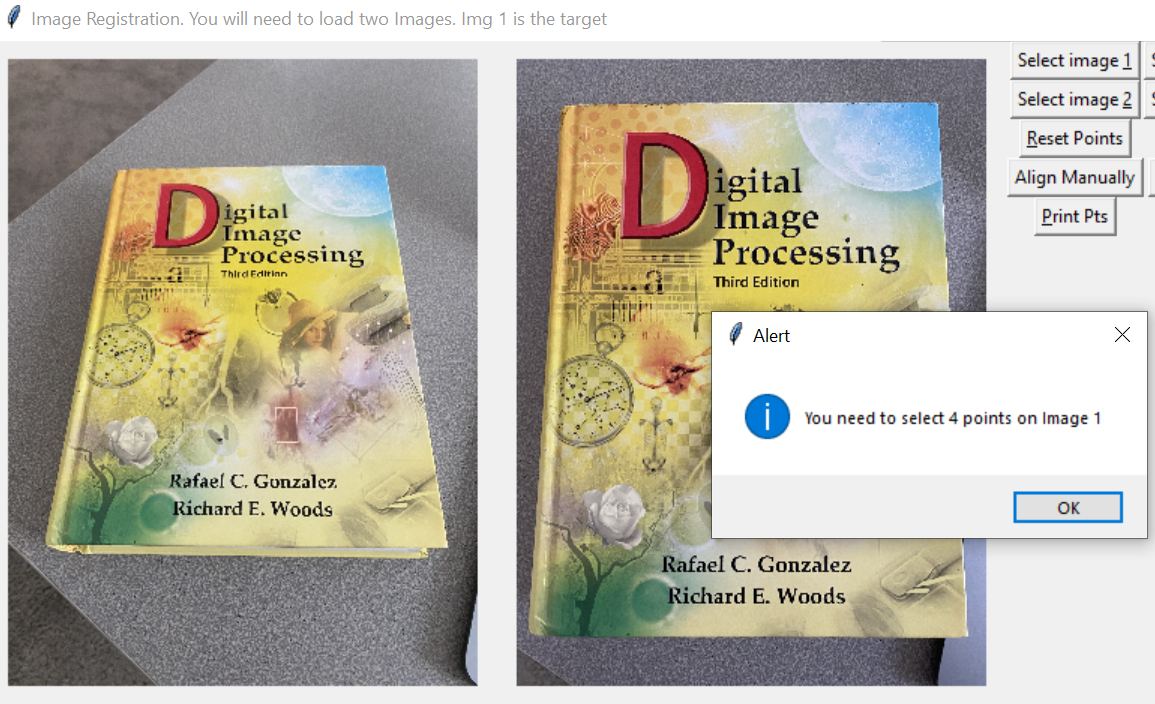 Image Registration. You will need to load two Images. Img 1 is the target
Digital
Image
Processing
Third Edition
a
Rafael C. Gonzalez
Richard E. Woods
Digital
Image
Processing
Third Edition
a
Rafael C. Gonzalez
Richard E. Woods
Select image 1
Select image 2
Reset Points
Align Manually
Print Pts
Alert
You need to select 4 points on Image 1
OK